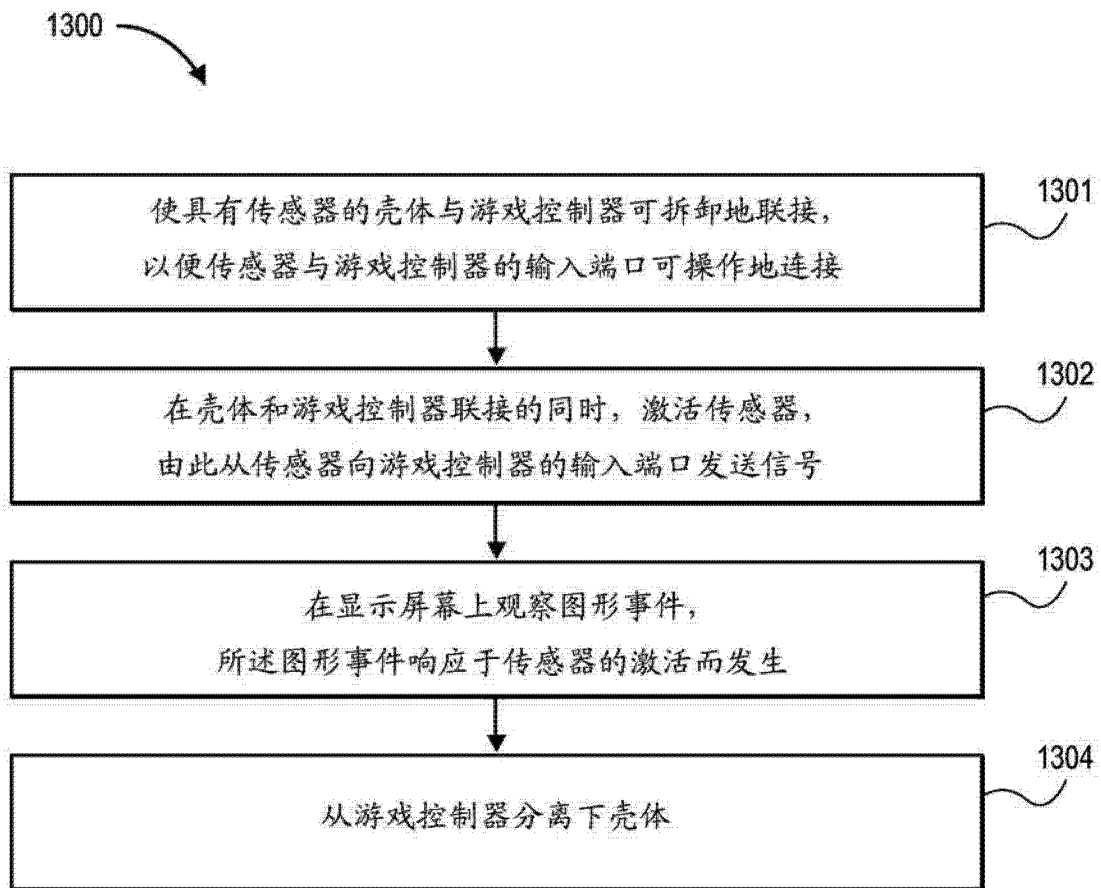 1300
使具有传感器的壳体与游戏控制器可拆卸地联接，
以便传感器与游戏控制器的输入端口可操作地连接
1301
在壳体和游戏控制器联接的同时，激活传感器，
由此从传感器向游戏控制器的输入端口发送信号
1302
在显示屏幕上观察图形事件，
所述图形事件响应于传感器的激活而发生
1303
从游戏控制器分离下壳体
1304